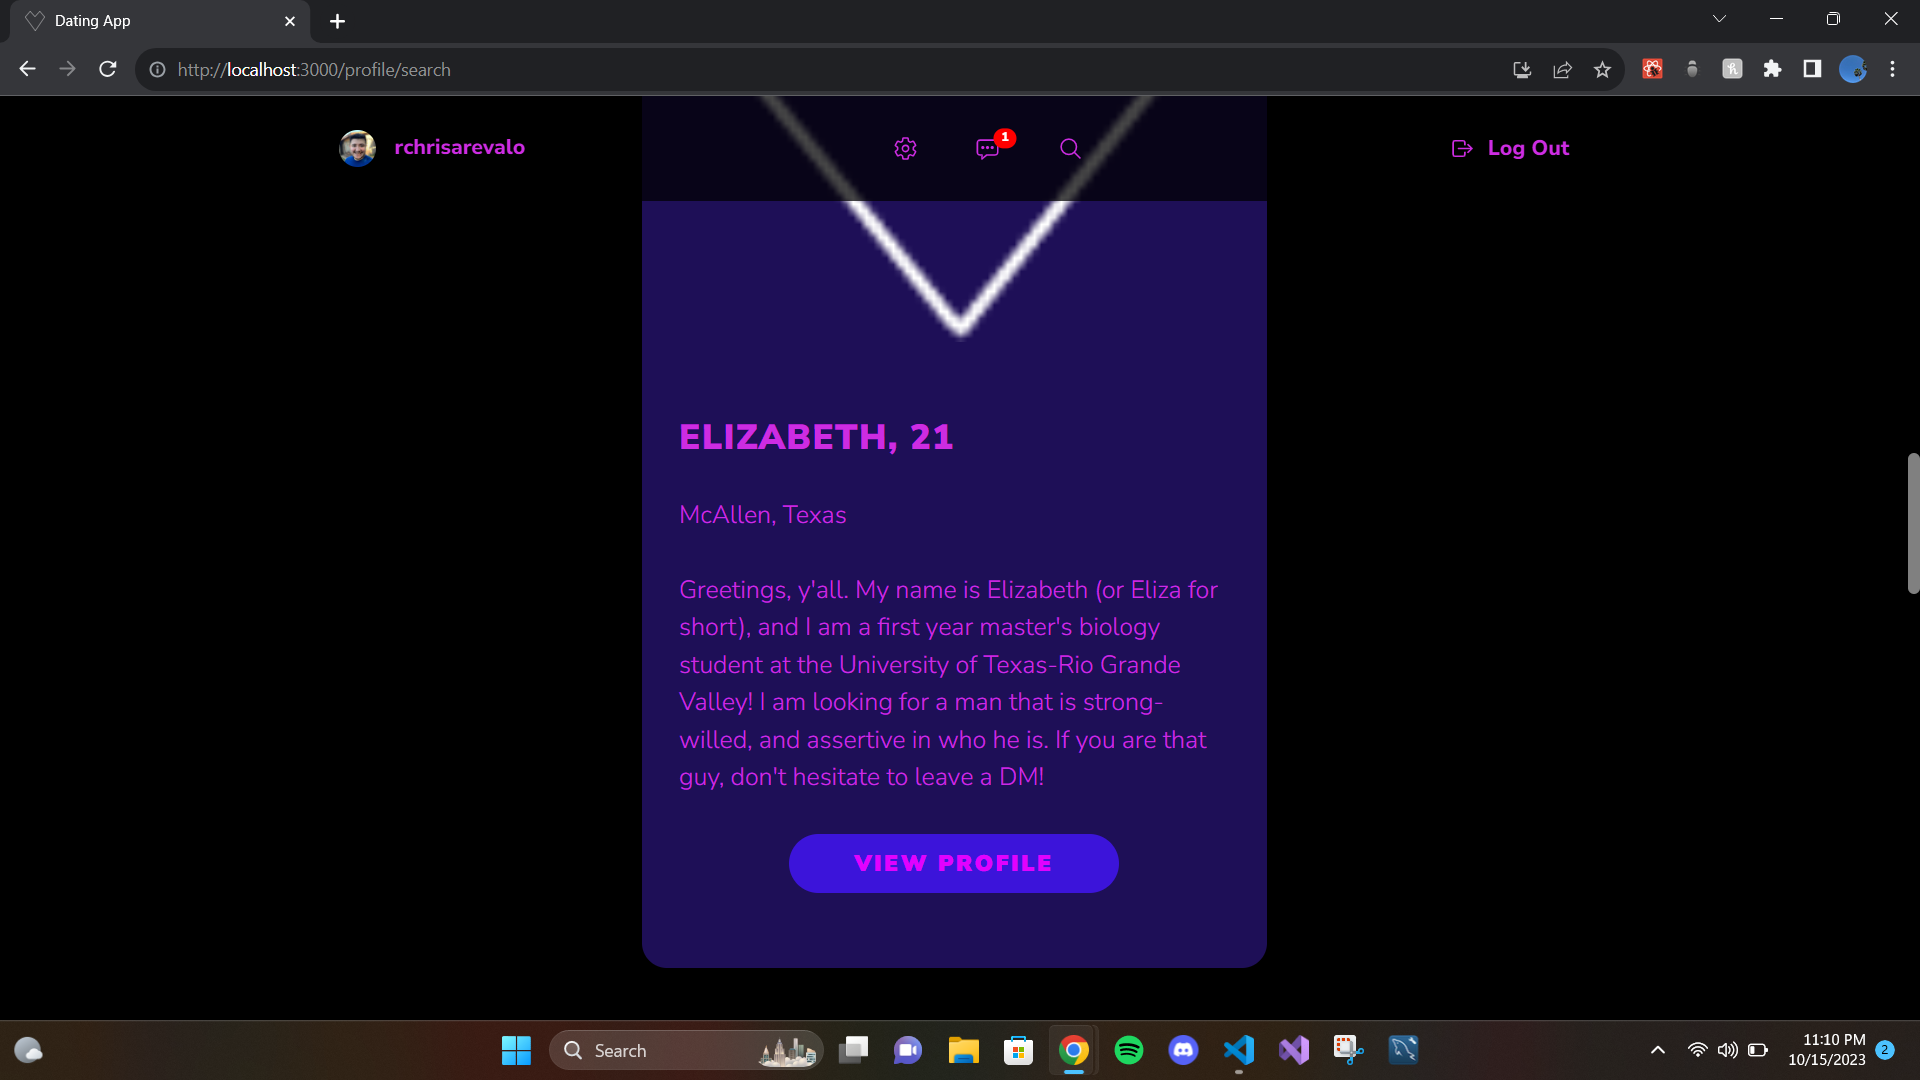 Dating App
http://localhost:3000/profile/search
rchrisarevalo
1
Log Out
ELIZABETH, 21
McAllen, Texas
Greetings, y'all. My name is Elizabeth (or Eliza for
short), and I am a first year master's biology
student at the University of Texas-Rio Grande
Valley! I am looking for a man that is strong-
willed, and assertive in who he is. If you are that
guy, don't hesitate to leave a DM!
VIEW PROFILE
Search
11:10 PM
10/15/2023
2